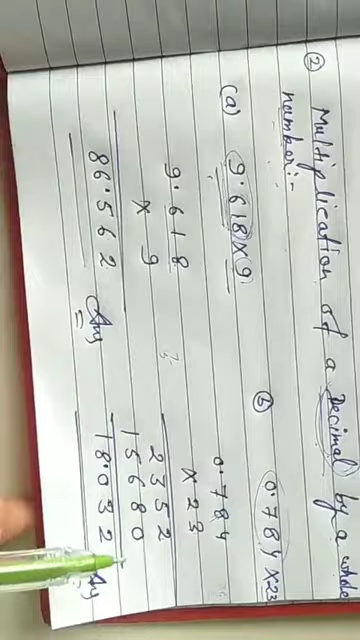 ② Multiplication of a Decimal by a whole
number:-
(a) 9.618 × 9
9.618
× 9
86.562 Ans
(b) 0.784 × 23
0.784
× 23
2352
15680
18.032 Ans